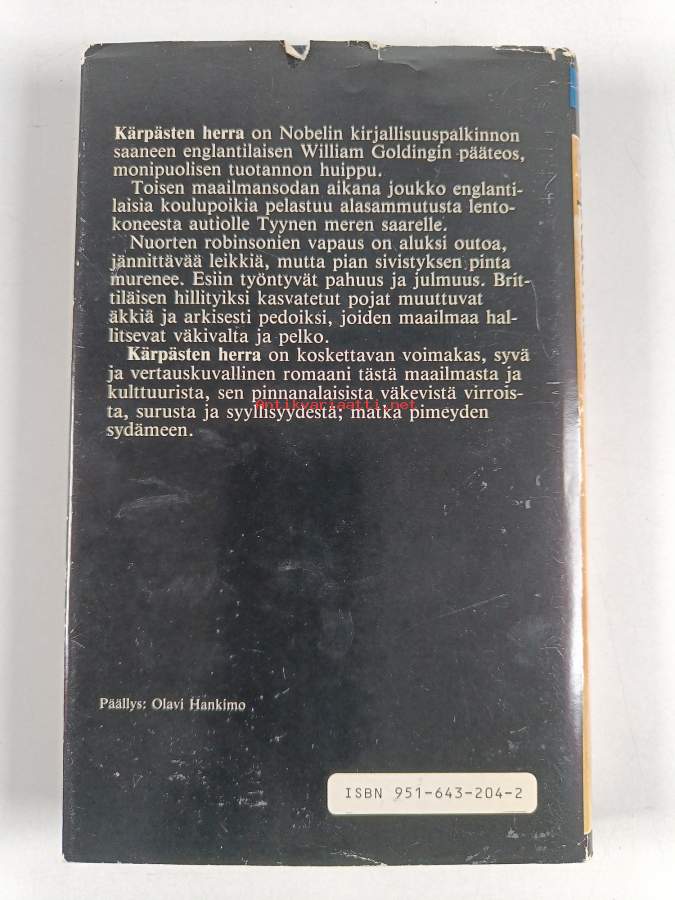 Kärpästen herra on Nobelin kirjallisuuspalkinnon
saaneen englantilaisen William Goldingin pääteos,
monipuolisen tuotannon huippu.
Toisen maailmansodan aikana joukko englanti-
laisia koulupoikia pelastuu alasammutusta lento-
koneesta autiolle Tyynen meren saarelle.
Nuorten robinsonien vapaus on aluksi outoa,
jännittävää leikkiä, mutta pian sivistyksen pinta
murenee. Esiin työntyvät pahuus ja julmuus. Brit-
tiläisen hillityiksi kasvatetut pojat muuttuvat
äkkiä ja arkisesti pedoiksi, joiden maailmaa hal-
litsevat väkivalta ja pelko.
Kärpästen herra on koskettavan voimakas, syvä
ja vertauskuvallinen romaani tästä maailmasta ja
kulttuurista, sen pinnanalaisista väkevistä virrois-
ta, surusta ja syyllisyydestä; matka pimeyden
Antikvariaatti.net
sydämeen.
Päällys: Olavi Hankimo
ISBN 951-643-204-2